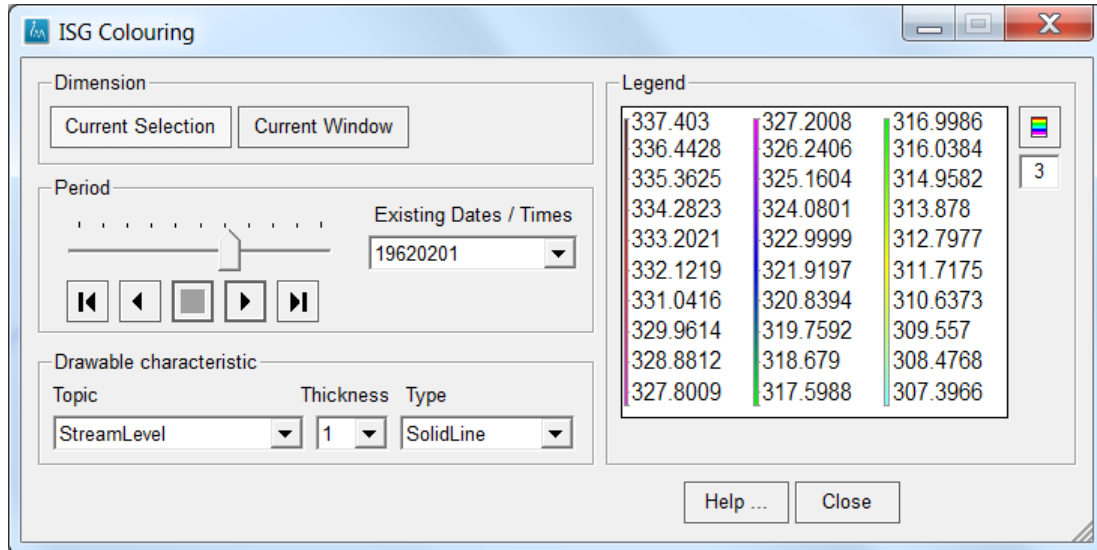 ISG Colouring
Dimension
Current Selection Current Window
Period
Existing Dates / Times
19620201
Drawable characteristic
Topic Thickness Type
StreamLevel 1 SolidLine
Legend
337.403 327.2008 316.9986
336.4428 326.2406 316.0384
335.3625 325.1604 314.9582
334.2823 324.0801 313.878
333.2021 322.9999 312.7977
332.1219 321.9197 311.7175
331.0416 320.8394 310.6373
329.9614 319.7592 309.557
328.8812 318.679 308.4768
327.8009 317.5988 307.3966
3
Help ... Close